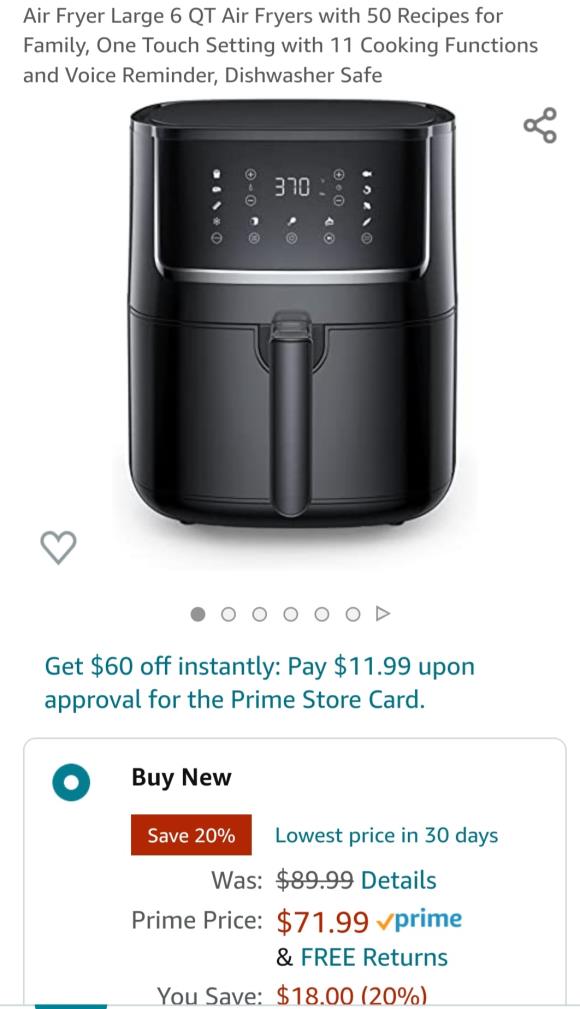 Air Fryer Large 6 QT Air Fryers with 50 Recipes for
Family, One Touch Setting with 11 Cooking Functions
and Voice Reminder, Dishwasher Safe
370
Get $60 off instantly: Pay $11.99 upon
approval for the Prime Store Card.
Buy New
Save 20% Lowest price in 30 days
Was: $89.99 Details
Prime Price: $71.99 prime
& FREE Returns
You Save: $18.00 (20%)